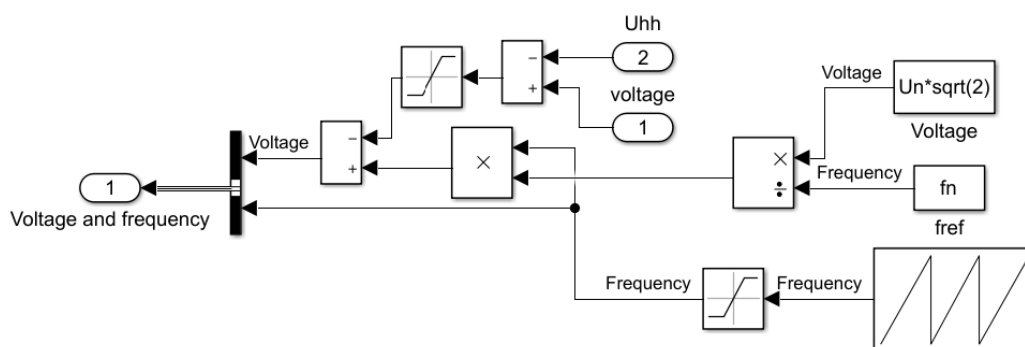 Uhh
2
−
+
voltage
1
Voltage
Un*sqrt(2)
Voltage
Voltage
−
+
×
×
÷
Frequency
fn
fref
1
Voltage and frequency
Frequency
Frequency